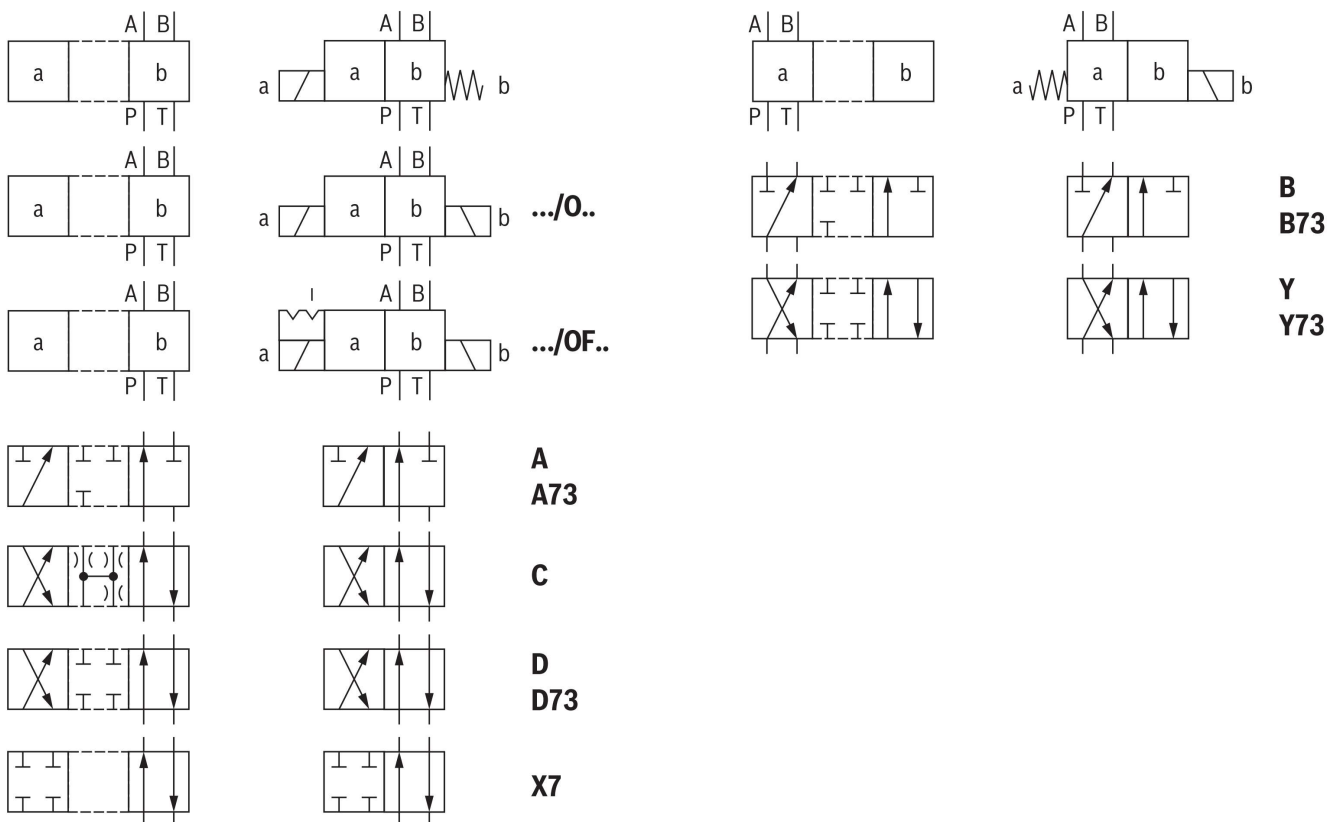 A B A B
a b a a b b
P T P T
A B A B
a b a a b b .../O..
P T P T
A B I A B
a b a a b b .../OF..
P T P T
A
A73
C
D
D73
X7
A B A B
a b a a b b
P T P T
B
B73
Y
Y73